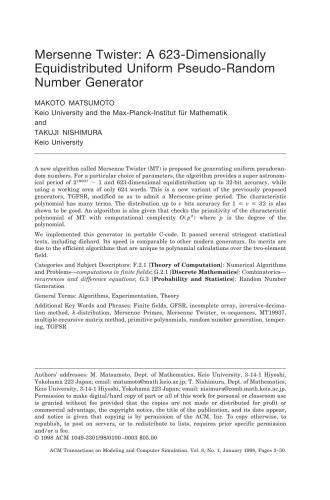 Mersenne Twister: A 623-Dimensionally
Equidistributed Uniform Pseudo-Random
Number Generator
MAKOTO MATSUMOTO
Keio University and the Max-Planck-Institut für Mathematik
and
TAKUJI NISHIMURA
Keio University
A new algorithm called Mersenne Twister (MT) is proposed for generating uniform pseudoran-
dom numbers. For a particular choice of parameters, the algorithm provides a super astronom-
ical period of 2^19937 − 1 and 623-dimensional equidistribution up to 32-bit accuracy, while
using a working area of only 624 words. This is a new variant of the previously proposed
generators, TGFSR, modified so as to admit a Mersenne-prime period. The characteristic
polynomial has many terms. The distribution up to v bits accuracy for 1 ≤ v ≤ 32 is also
shown to be good. An algorithm is also given that checks the primitivity of the characteristic
polynomial of MT with computational complexity O(p²) where p is the degree of the
polynomial.
We implemented this generator in portable C-code. It passed several stringent statistical
tests, including diehard. Its speed is comparable to other modern generators. Its merits are
due to the efficient algorithms that are unique to polynomial calculations over the two-element
field.
Categories and Subject Descriptors: F.2.1 [Theory of Computation]: Numerical Algorithms
and Problems—computations in finite fields; G.2.1 [Discrete Mathematics]: Combinatorics—
recurrences and difference equations; G.3 [Probability and Statistics]: Random Number
Generation
General Terms: Algorithms, Experimentation, Theory
Additional Key Words and Phrases: Finite fields, GFSR, incomplete array, inversive-decima-
tion method, k-distribution, Mersenne Primes, Mersenne Twister, m-sequences, MT19937,
multiple-recursive matrix method, primitive polynomials, random number generation, temper-
ing, TGFSR
Authors' addresses: M. Matsumoto, Dept. of Mathematics, Keio University, 3-14-1 Hiyoshi,
Yokohama 223 Japan; email: matumoto@math.keio.ac.jp; T. Nishimura, Dept. of Mathematics,
Keio University, 3-14-1 Hiyoshi, Yokohama 223 Japan; email: nisimura@comb.math.keio.ac.jp.
Permission to make digital/hard copy of part or all of this work for personal or classroom use
is granted without fee provided that the copies are not made or distributed for profit or
commercial advantage, the copyright notice, the title of the publication, and its date appear,
and notice is given that copying is by permission of the ACM, Inc. To copy otherwise, to
republish, to post on servers, or to redistribute to lists, requires prior specific permission
and/or a fee.
© 1998 ACM 1049-3301/98/0100–0003 $05.00
ACM Transactions on Modeling and Computer Simulation, Vol. 8, No. 1, January 1998, Pages 3–30.